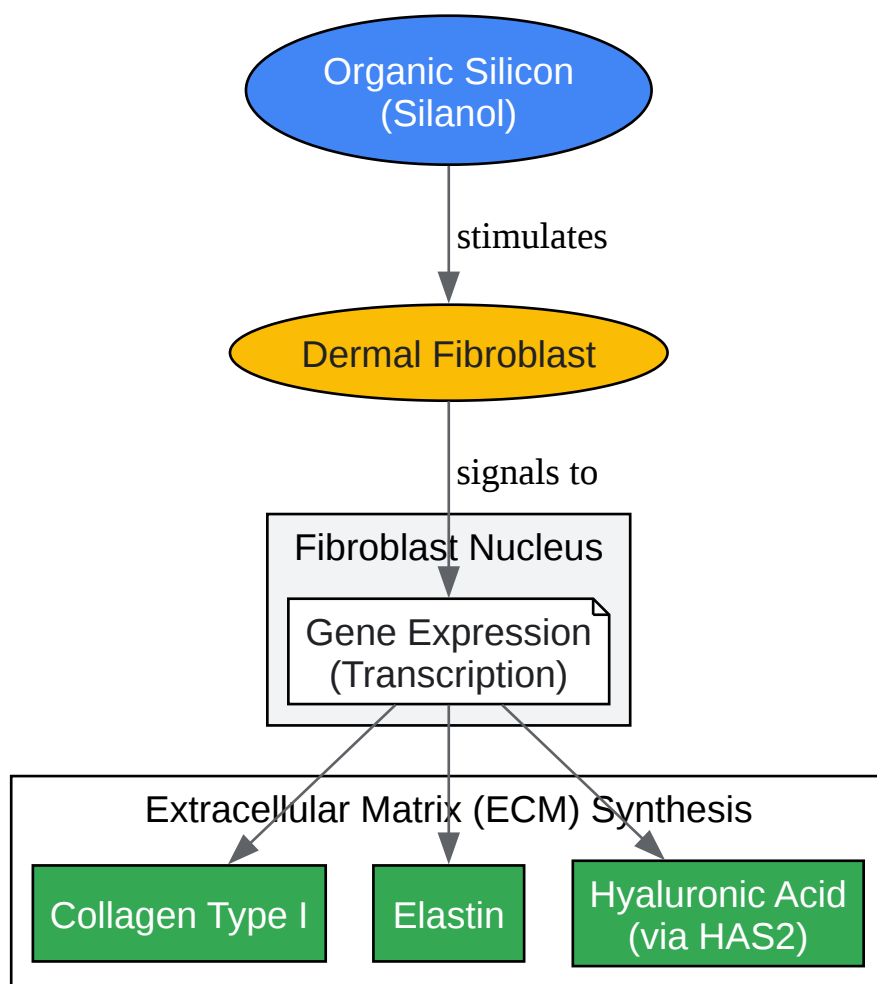 Organic Silicon
(Silanol)
stimulates
Dermal Fibroblast
signals to
Fibroblast Nucleus
Gene Expression
(Transcription)
Extracellular Matrix (ECM) Synthesis
Collagen Type I
Elastin
Hyaluronic Acid
(via HAS2)